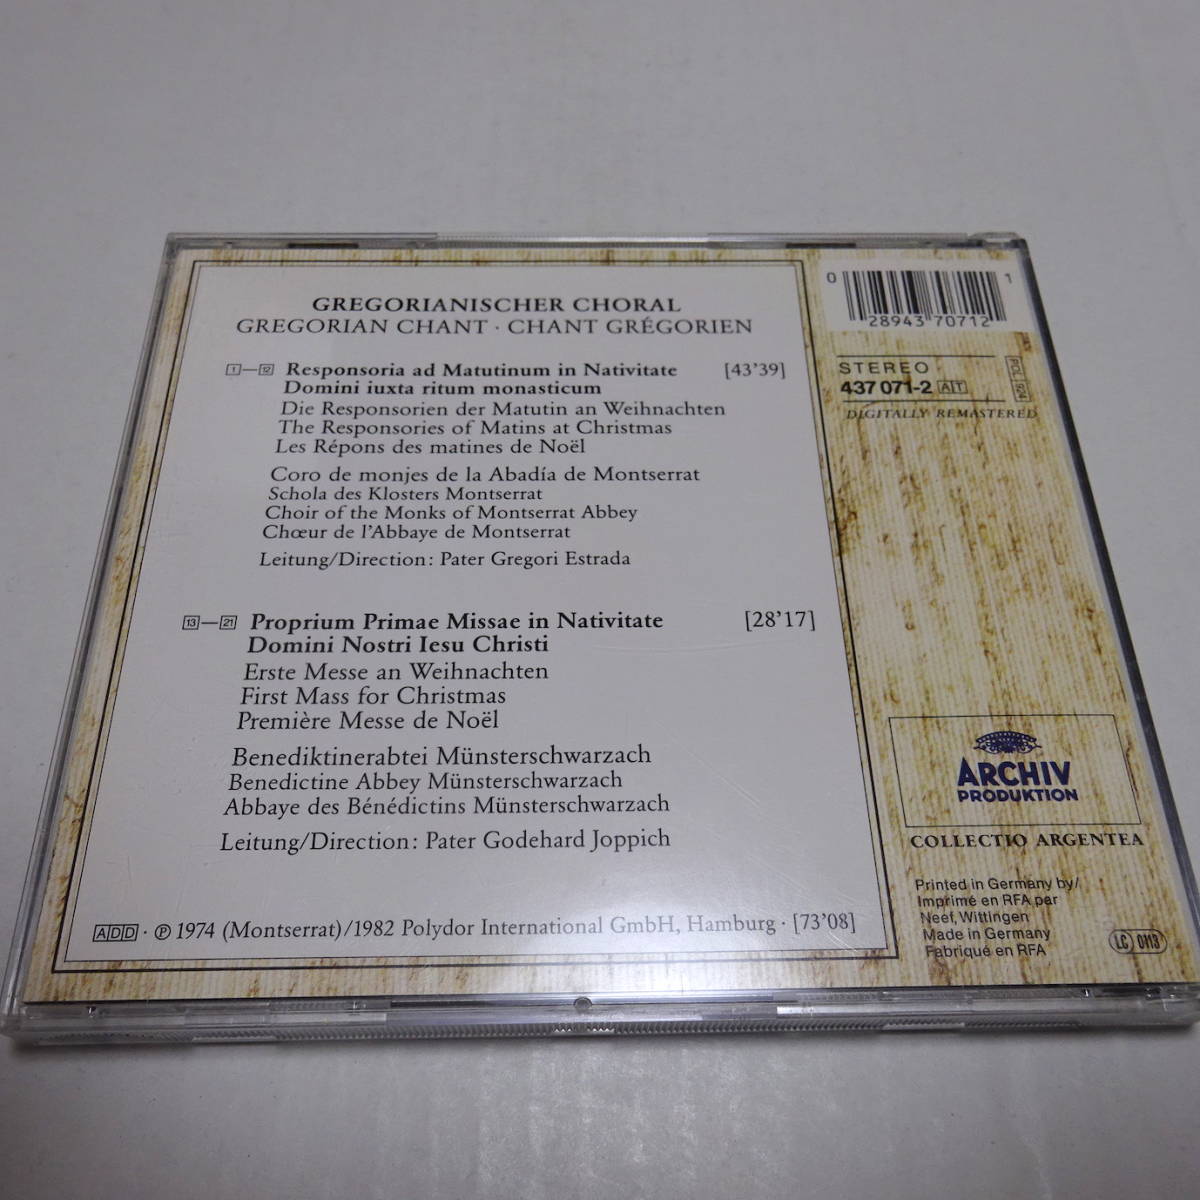 GREGORIANISCHER CHORAL
GREGORIAN CHANT · CHANT GRÉGORIEN
1—12 Responsoria ad Matutinum in Nativitate [43'39]
Domini iuxta ritum monasticum
Die Responsorien der Matutin an Weihnachten
The Responsories of Matins at Christmas
Les Répons des matines de Noël
Coro de monjes de la Abadía de Montserrat
Schola des Klosters Montserrat
Choir of the Monks of Montserrat Abbey
Chœur de l'Abbaye de Montserrat
Leitung/Direction: Pater Gregori Estrada
13—21 Proprium Primae Missae in Nativitate [28'17]
Domini Nostri Iesu Christi
Erste Messe an Weihnachten
First Mass for Christmas
Première Messe de Noël
Benediktinerabtei Münsterschwarzach
Benedictine Abbey Münsterschwarzach
Abbaye des Bénédictins Münsterschwarzach
Leitung/Direction: Pater Godehard Joppich
ADD · ℗ 1974 (Montserrat)/1982 Polydor International GmbH, Hamburg · [73'08]
0 28943 70712 1
STEREO
437 071-2 AIT
DIGITALLY REMASTERED
ARCHIV
PRODUKTION
COLLECTIO ARGENTEA
Printed in Germany by/
Imprimé en RFA par
Neef, Wittingen
Made in Germany
Fabriqué en RFA
LC 0113